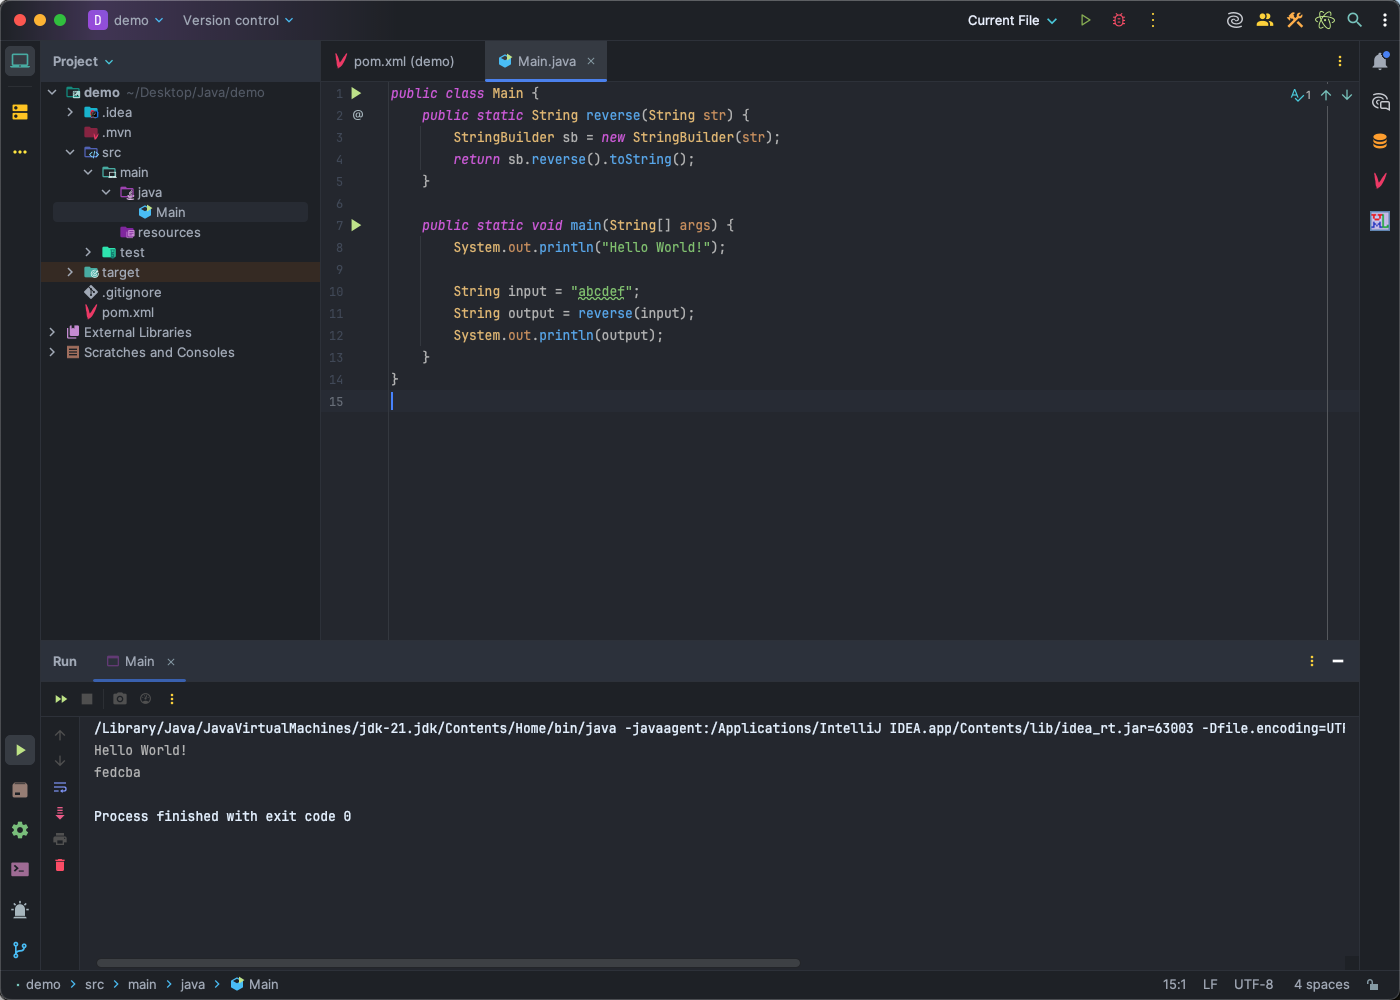 D demo Version control Current File
Project
pom.xml (demo) Main.java
demo ~/Desktop/Java/demo
.idea
.mvn
src
main
java
Main
resources
test
target
.gitignore
pom.xml
External Libraries
Scratches and Consoles
1 public class Main {
2 @ public static String reverse(String str) {
3 StringBuilder sb = new StringBuilder(str);
4 return sb.reverse().toString();
5 }
6
7 public static void main(String[] args) {
8 System.out.println("Hello World!");
9
10 String input = "abcdef";
11 String output = reverse(input);
12 System.out.println(output);
13 }
14 }
15
1
Run Main
/Library/Java/JavaVirtualMachines/jdk-21.jdk/Contents/Home/bin/java -javaagent:/Applications/IntelliJ IDEA.app/Contents/lib/idea_rt.jar=63003 -Dfile.encoding=UTF
Hello World!
fedcba
Process finished with exit code 0
demo src main java Main 15:1 LF UTF-8 4 spaces